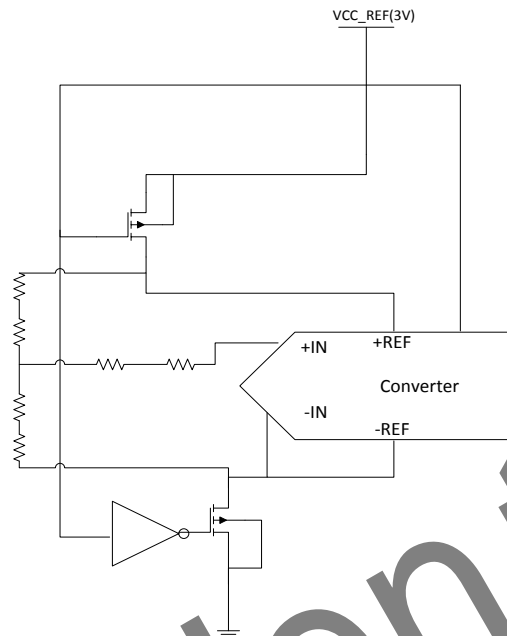 VCC_REF(3V)
+IN
+REF
Converter
-IN
-REF